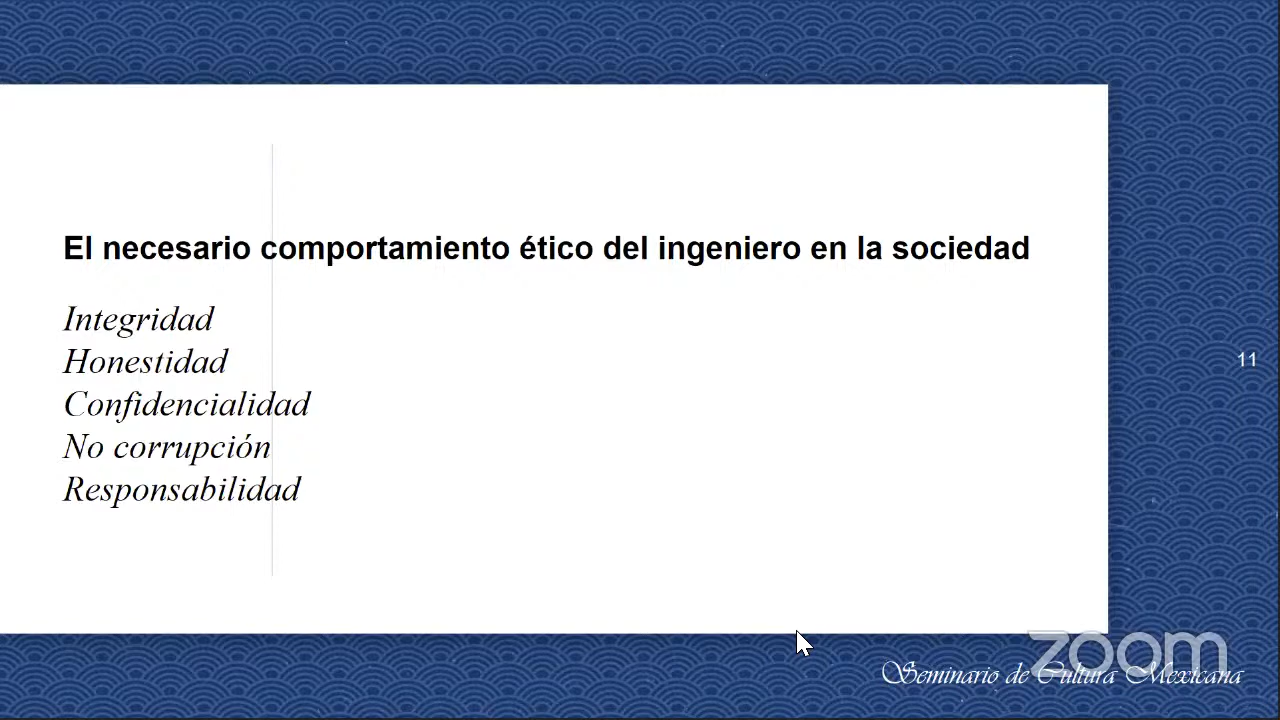 El necesario comportamiento ético del ingeniero en la sociedad
Integridad
Honestidad
Confidencialidad
No corrupción
Responsabilidad
11
zoom
Seminario de Cultura Mexicana